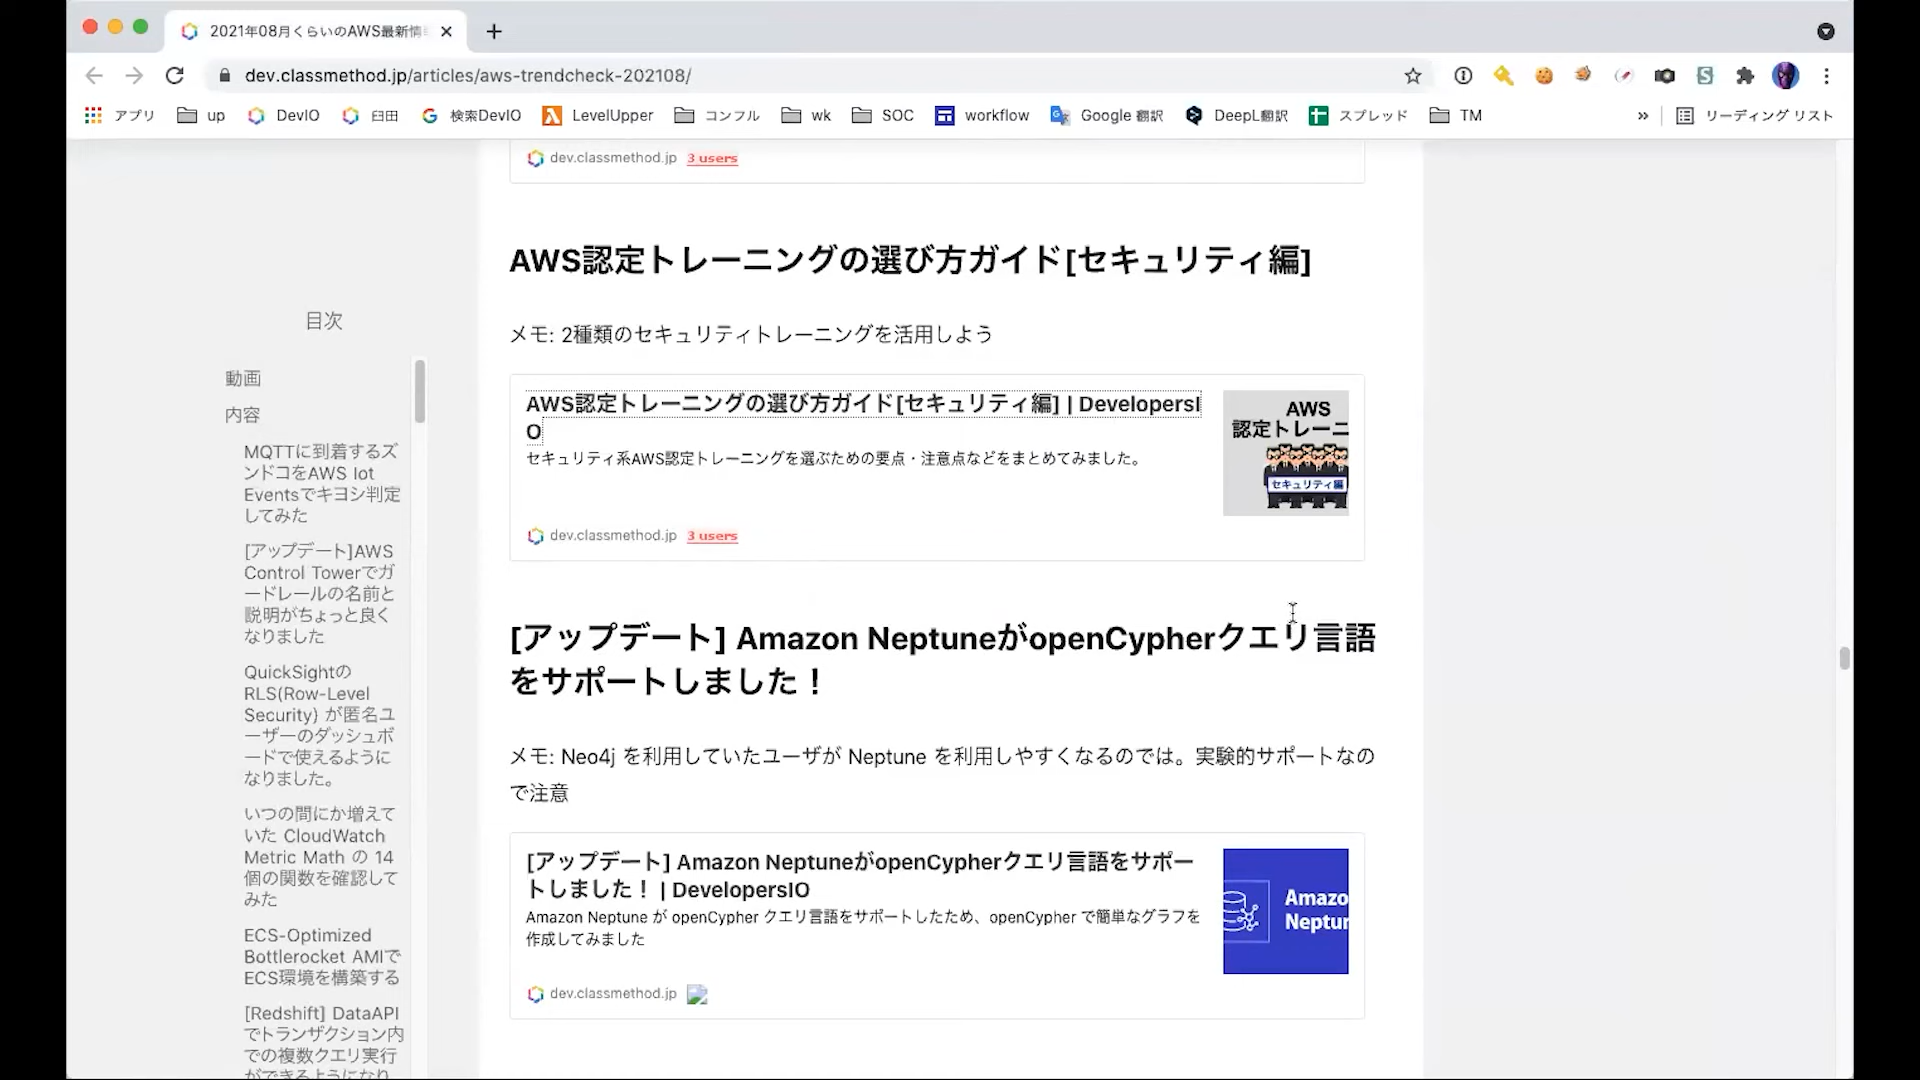 2021年08月くらいのAWS最新情
dev.classmethod.jp/articles/aws-trendcheck-202108/
アプリ up DevIO 臼田 検索DevIO LevelUpper コンフル wk SOC workflow Google 翻訳 DeepL翻訳 スプレッド TM » リーディング リスト
目次
動画
内容
MQTTに到着するズ
ンドコをAWS Iot
Eventsでキヨシ判定
してみた
[アップデート]AWS
Control Towerでガ
ードレールの名前と
説明がちょっと良く
なりました
QuickSightの
RLS(Row-Level
Security) が匿名ユ
ーザーのダッシュボ
ードで使えるように
なりました。
いつの間にか増えて
いた CloudWatch
Metric Math の 14
個の関数を確認して
みた
ECS-Optimized
Bottlerocket AMIで
ECS環境を構築する
[Redshift] DataAPI
でトランザクション内
での複数クエリ実行
ができるようになり
dev.classmethod.jp 3 users
AWS認定トレーニングの選び方ガイド[セキュリティ編]
メモ: 2種類のセキュリティトレーニングを活用しよう
AWS認定トレーニングの選び方ガイド[セキュリティ編] | DevelopersI
O
セキュリティ系AWS認定トレーニングを選ぶための要点・注意点などをまとめてみました。
AWS
認定トレーニ
セキュリティ編
dev.classmethod.jp 3 users
[アップデート] Amazon NeptuneがopenCypherクエリ言語
をサポートしました！
メモ: Neo4j を利用していたユーザが Neptune を利用しやすくなるのでは。実験的サポートなの
で注意
[アップデート] Amazon NeptuneがopenCypherクエリ言語をサポー
トしました！ | DevelopersIO
Amazon Neptune が openCypher クエリ言語をサポートしたため、openCypher で簡単なグラフを
作成してみました
Amazo
Neptur
dev.classmethod.jp